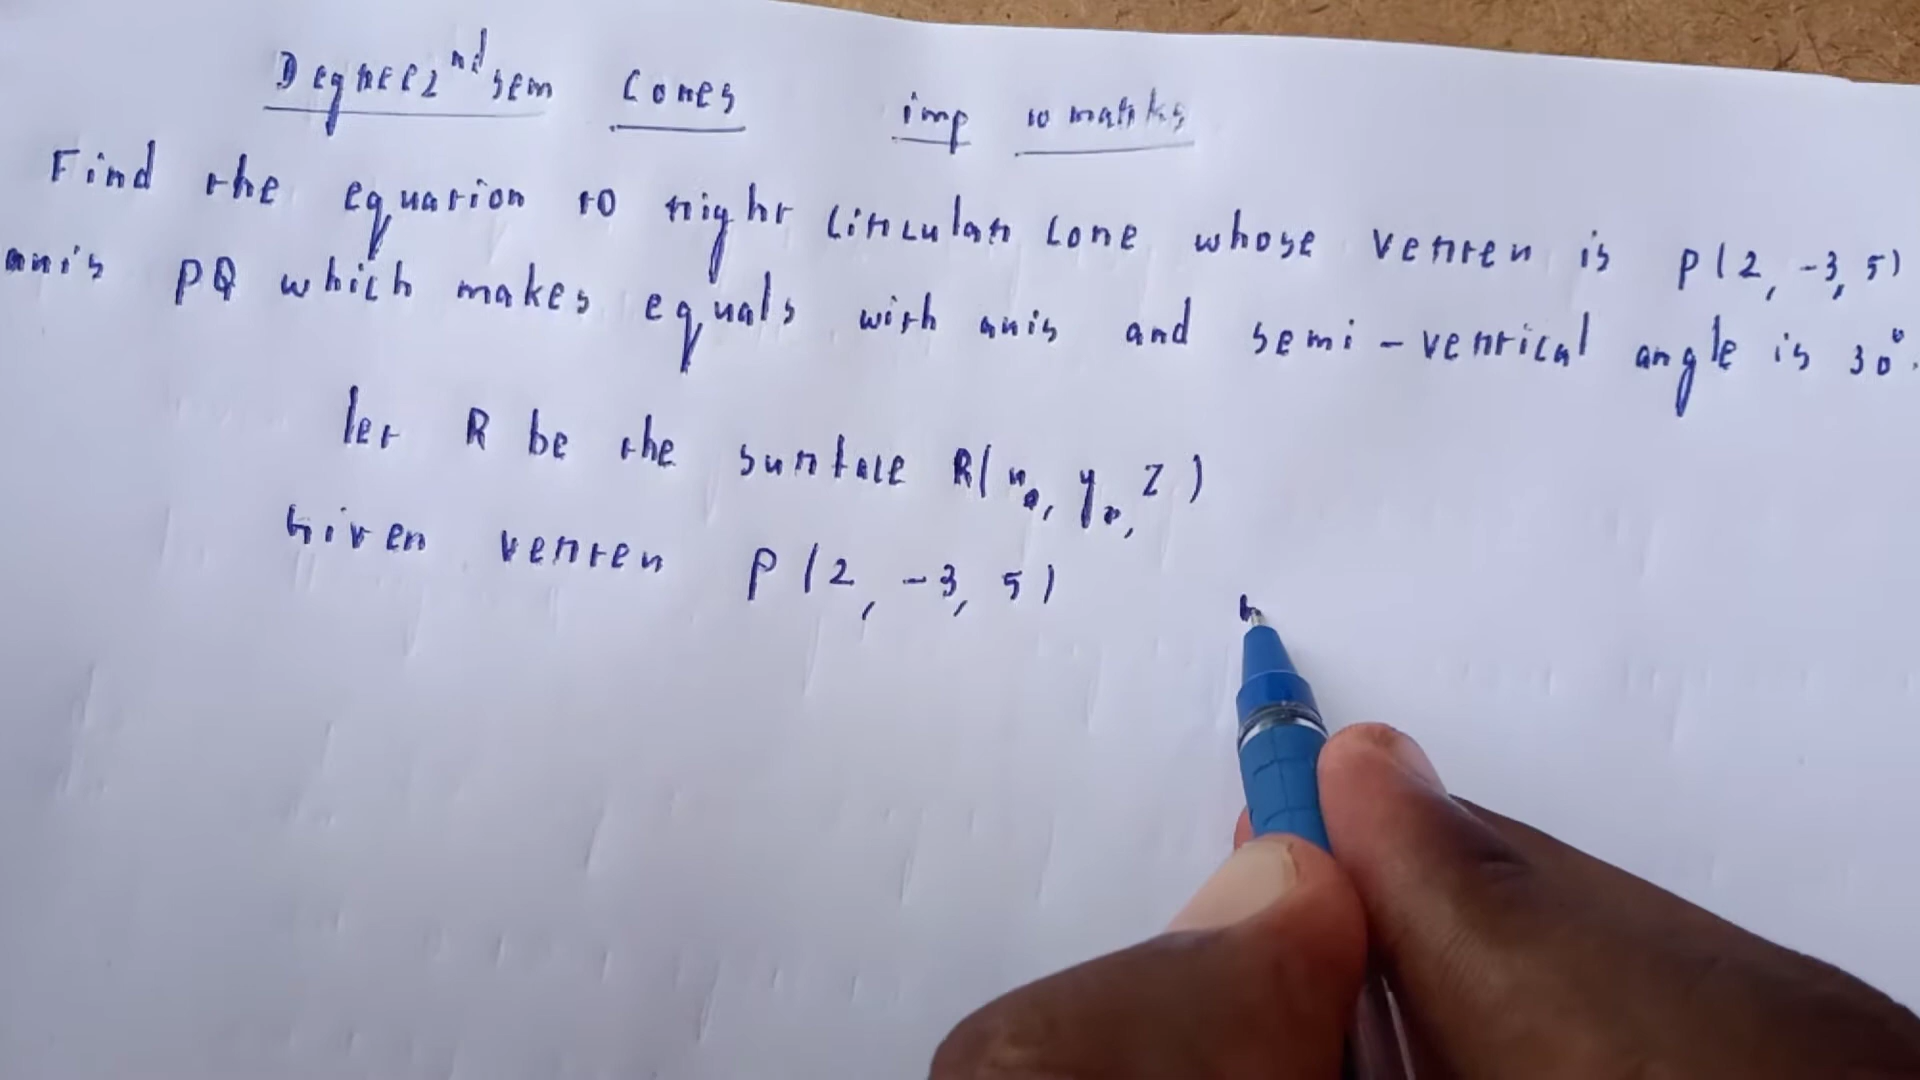 Degree 2nd sem Cones imp 10 marks
Find the equation to right circular cone whose vertex is P(2, -3, 5)
axis PQ which makes equals with axis and semi-vertical angle is 30°.
let R be the surface R(x, y, z)
Given vertex P(2, -3, 5)